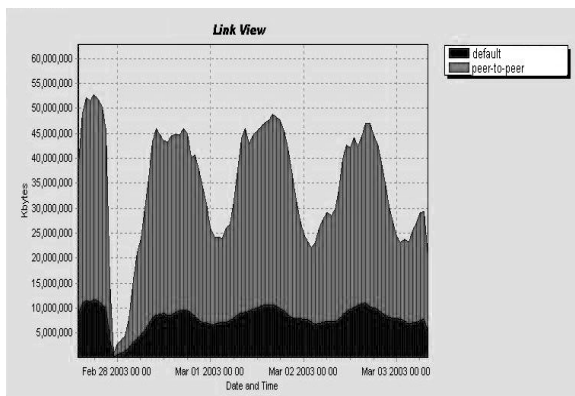 Link View
default
peer-to-peer
60,000,000
55,000,000
50,000,000
45,000,000
40,000,000
35,000,000
30,000,000
25,000,000
20,000,000
15,000,000
10,000,000
5,000,000
Kbytes
Feb 28 2003 00 00 Mar 01 2003 00 00 Mar 02 2003 00 00 Mar 03 2003 00 00
Date and Time